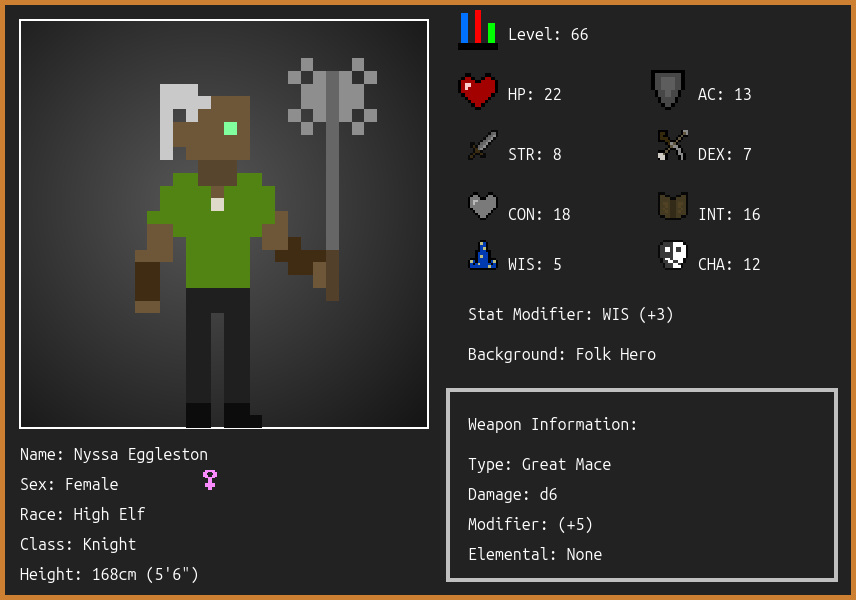 Level: 66
HP: 22
AC: 13
STR: 8
DEX: 7
CON: 18
INT: 16
WIS: 5
CHA: 12
Stat Modifier: WIS (+3)
Background: Folk Hero
Weapon Information:
Type: Great Mace
Damage: d6
Modifier: (+5)
Elemental: None
Name: Nyssa Eggleston
Sex: Female
Race: High Elf
Class: Knight
Height: 168cm (5'6")